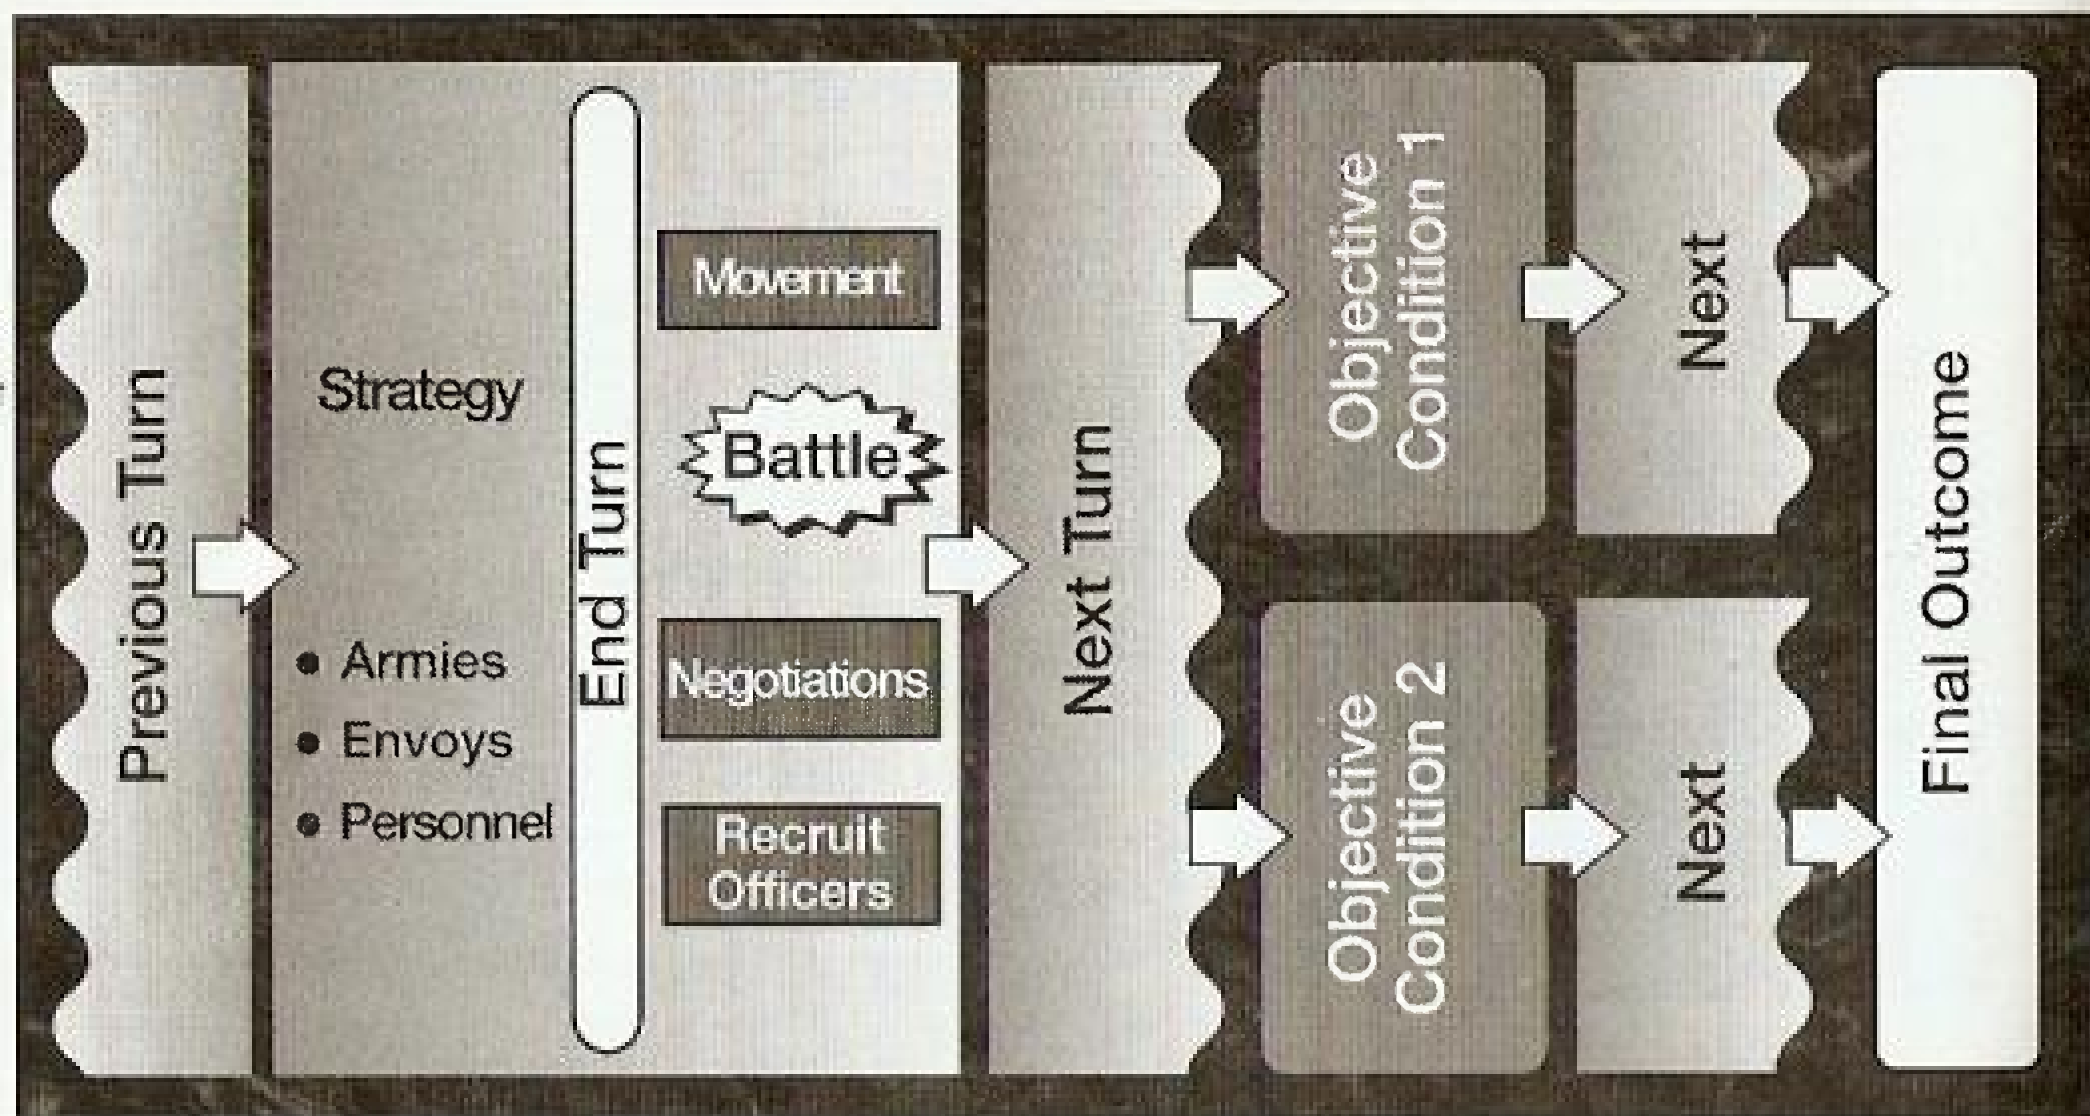 Previous Turn
Strategy
• Armies
• Envoys
• Personnel
End Turn
Movement
Battle
Negotiations
Recruit
Officers
Next Turn
Objective
Condition 1
Next
Objective
Condition 2
Next
Final Outcome